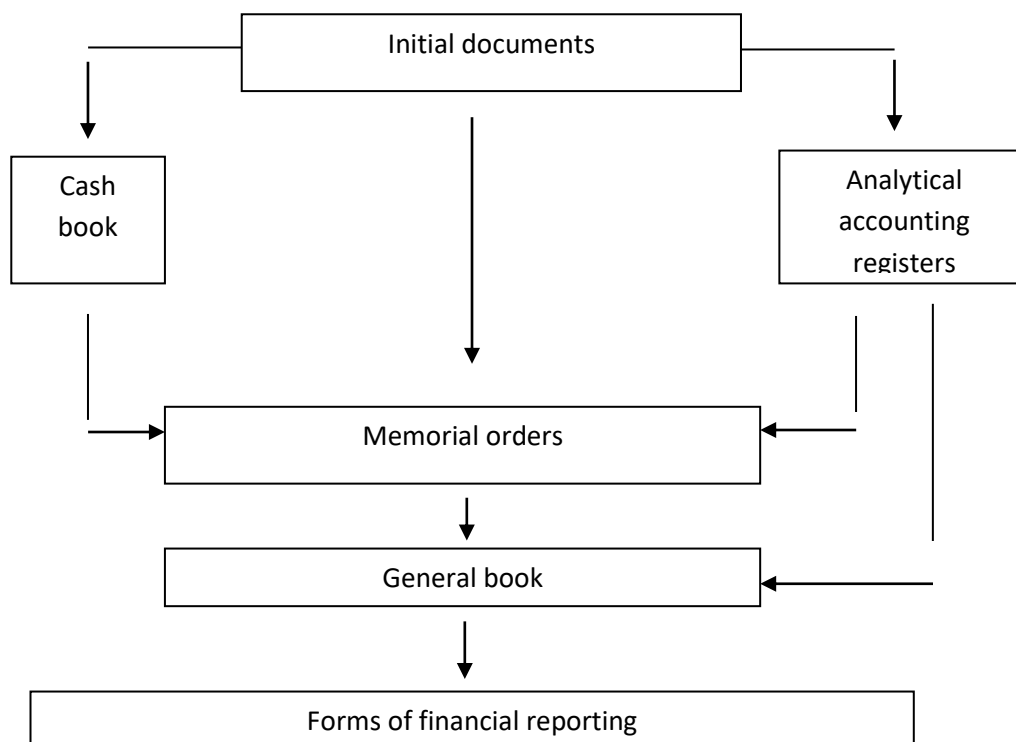 Initial documents
Cash
book
Analytical
accounting
registers
Memorial orders
General book
Forms of financial reporting